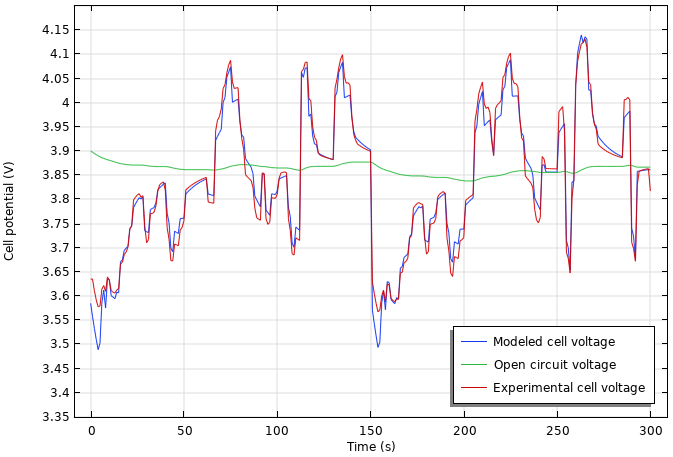 4.15
4.1
4.05
4
3.95
3.9
3.85
3.8
3.75
3.7
3.65
3.6
3.55
3.5
3.45
3.4
3.35
Cell potential (V)
Modeled cell voltage
Open circuit voltage
Experimental cell voltage
0 50 100 150 200 250 300
Time (s)